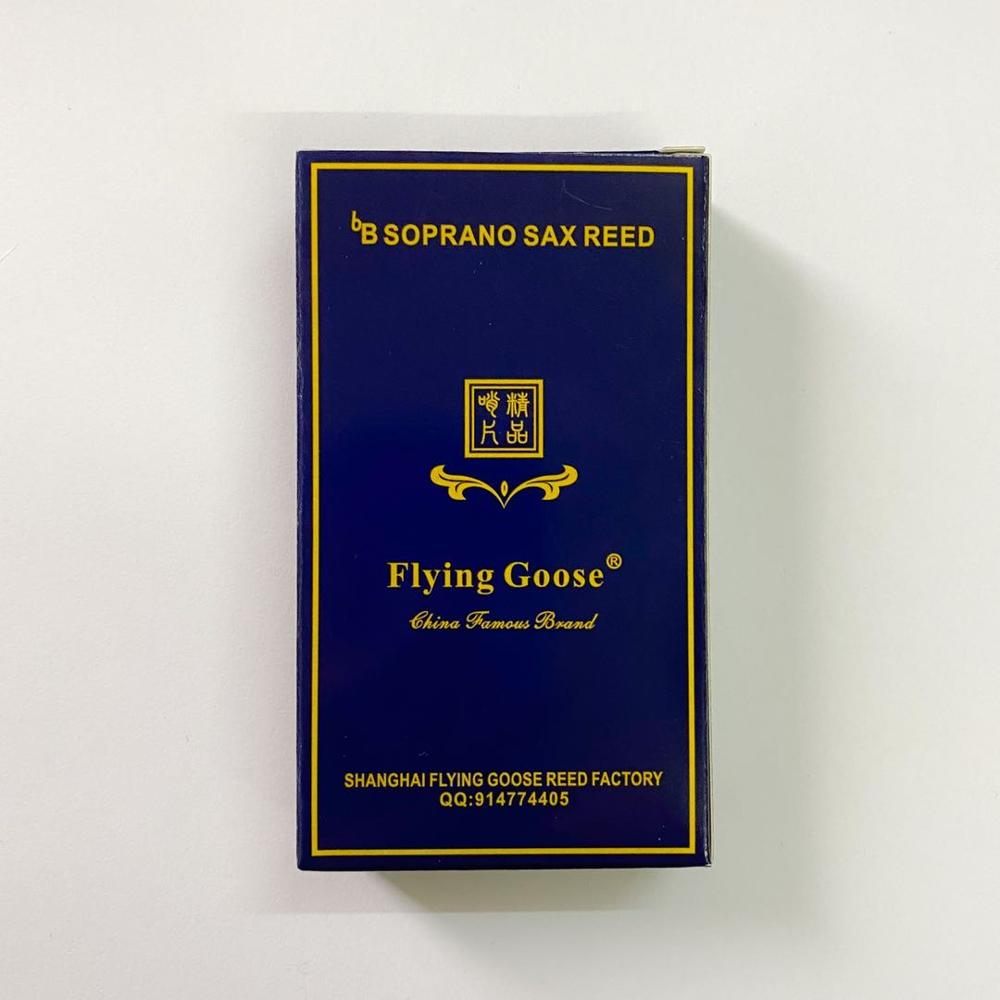 ♭B SOPRANO SAX REED
精品
哨片
Flying Goose®
China Famous Brand
SHANGHAI FLYING GOOSE REED FACTORY
QQ:914774405